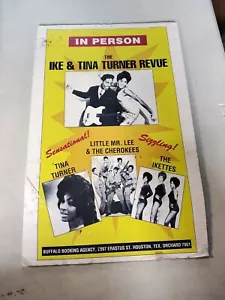 IN PERSON
THE
IKE & TINA TURNER REVUE
Sensational!
LITTLE MR. LEE
& THE CHEROKEES
Sizzling!
TINA
TURNER
THE
IKETTES
BUFFALO BOOKING AGENCY, 2807 ERASTUS ST. HOUSTON, TEX. ORCHARD 7861